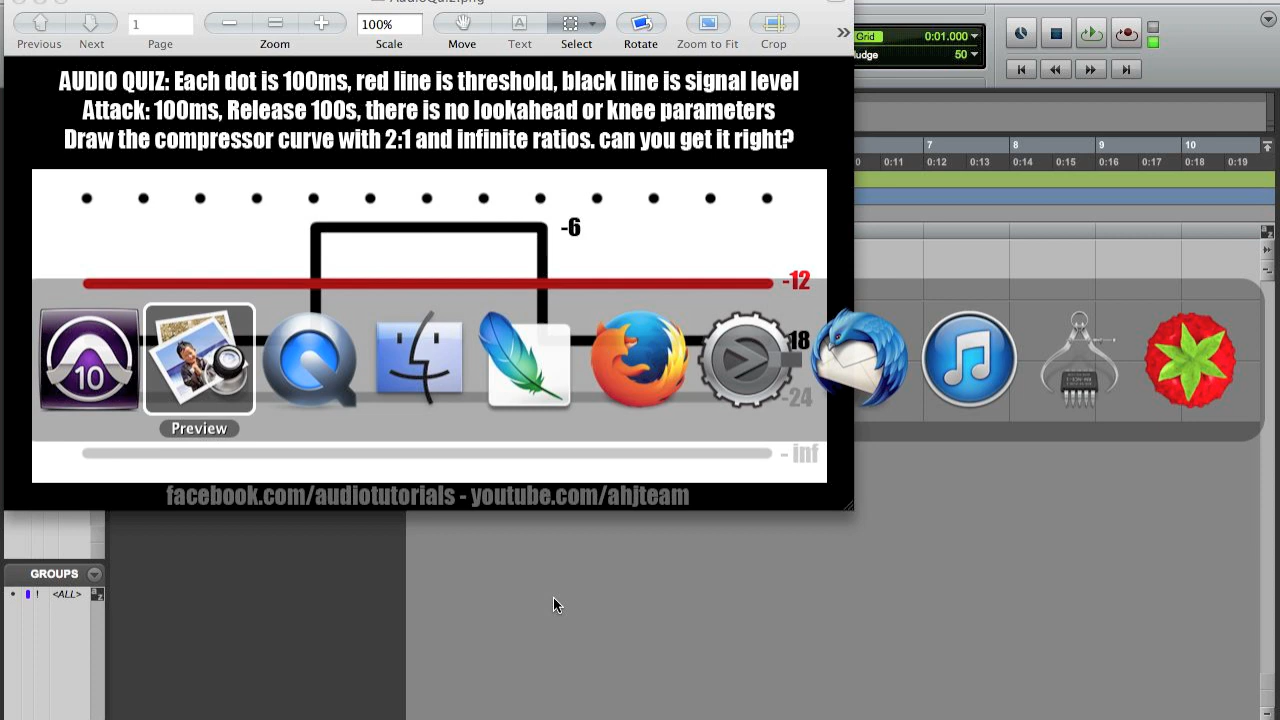 AudioQuiz.png
Previous Next Page Zoom Scale Move Text Select Rotate Zoom to Fit Crop
1
100%
»
Grid 0:01.000
ludge 50
AUDIO QUIZ: Each dot is 100ms, red line is threshold, black line is signal level
Attack: 100ms, Release 100s, there is no lookahead or knee parameters
Draw the compressor curve with 2:1 and infinite ratios. can you get it right?
7 8 9 10
0 0:11 0:12 0:13 0:14 0:15 0:16 0:17 0:18 0:19
-6
-12
18
-24
- inf
10
Preview
facebook.com/audiotutorials - youtube.com/ahjteam
GROUPS
! <ALL>
a z